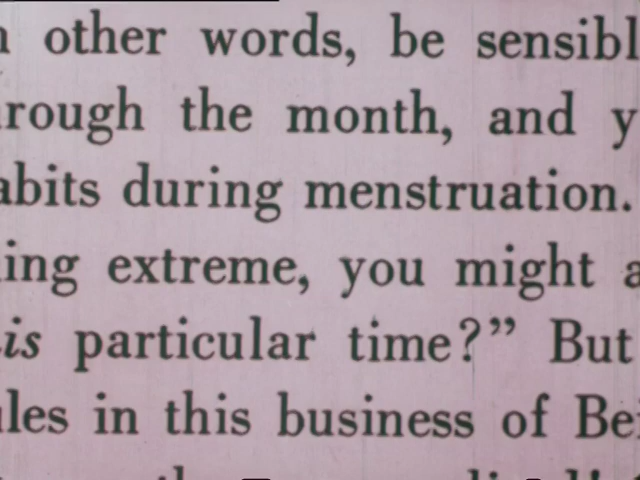 other words, be sensibl
rough the month, and y
abits during menstruation.
ing extreme, you might a
is particular time?” But
les in this business of Bei